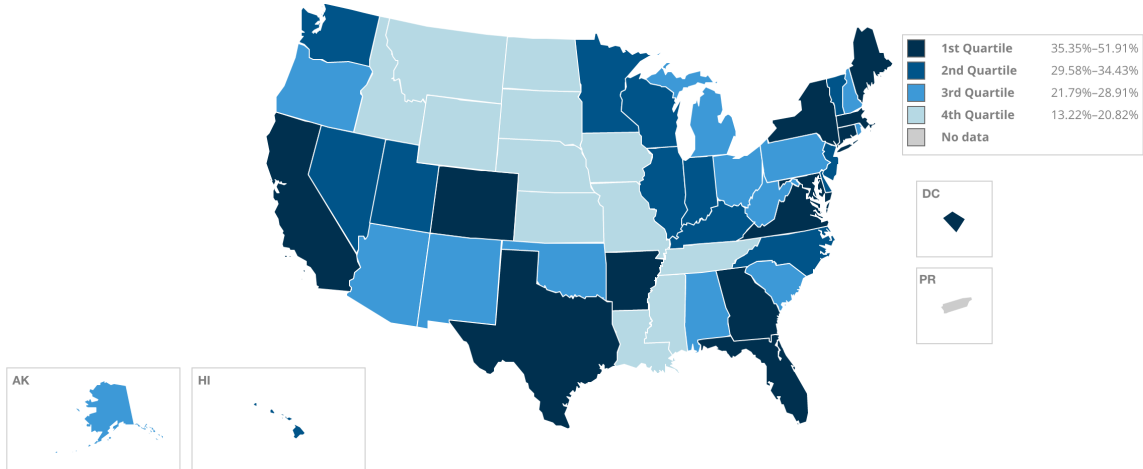 1st Quartile 35.35%–51.91%
2nd Quartile 29.58%–34.43%
3rd Quartile 21.79%–28.91%
4th Quartile 13.22%–20.82%
No data
DC
PR
AK
HI